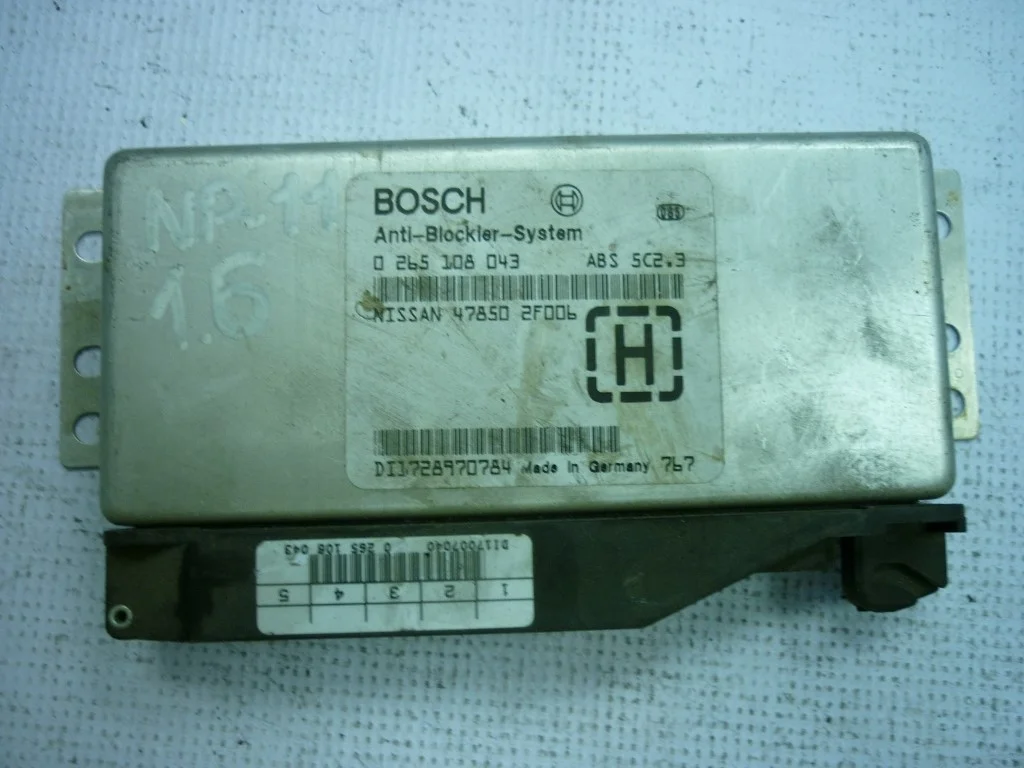 NP-11
1.6
BOSCH
Anti-Blockier-System
0 265 108 043 ABS 5C2.3
NISSAN 47850 2F006
H
DI1728970784 Made in Germany 767
DI17007040 0 265 108 043
1 2 3 4 5